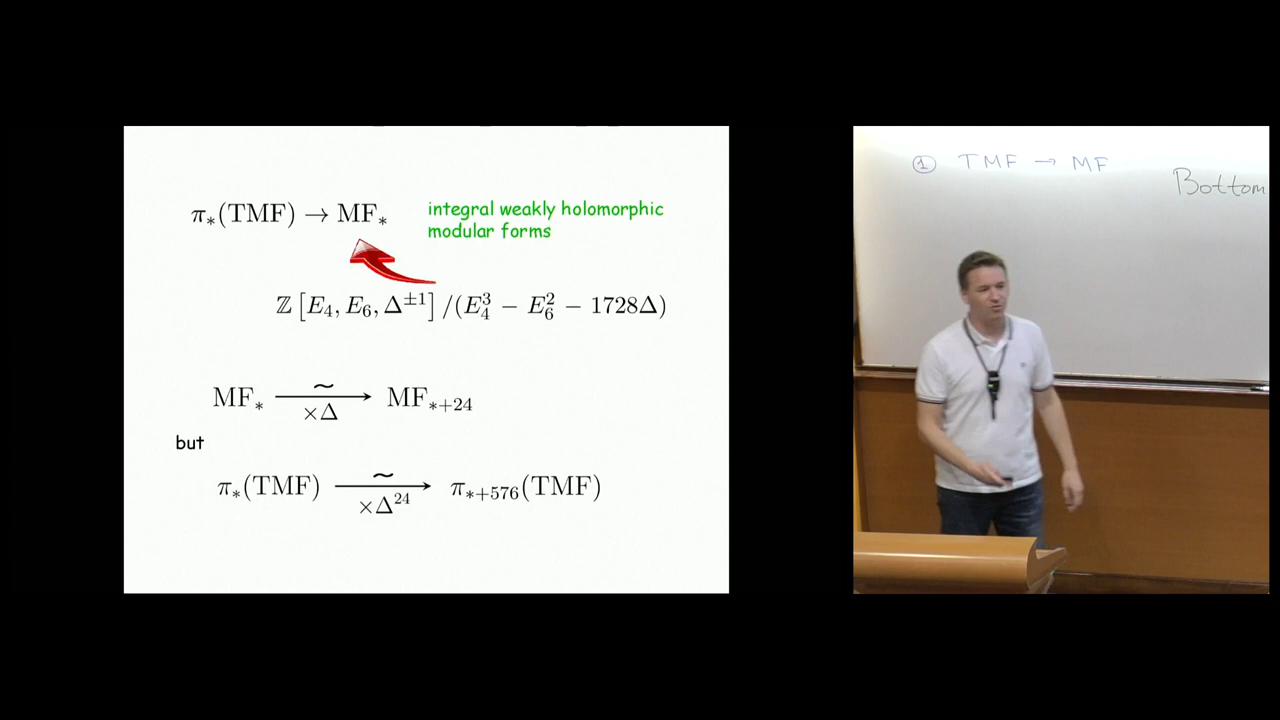 π∗(TMF) → MF∗
integral weakly holomorphic
modular forms
ℤ [E₄, E₆, Δ^{±1}] /(E₄³ − E₆² − 1728Δ)
MF∗ ⟶^{∼}_{×Δ} MF∗₊₂₄
but
π∗(TMF) ⟶^{∼}_{×Δ²⁴} π∗₊₅₇₆(TMF)
① TMF → MF
Bottom